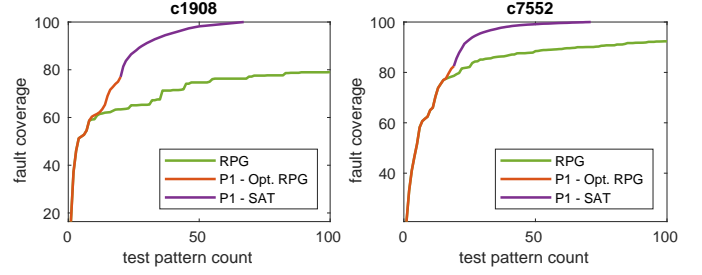 c1908
100
80
60
40
20
fault coverage
RPG
P1 - Opt. RPG
P1 - SAT
0
50
100
test pattern count
c7552
100
80
60
40
fault coverage
RPG
P1 - Opt. RPG
P1 - SAT
0
50
100
test pattern count